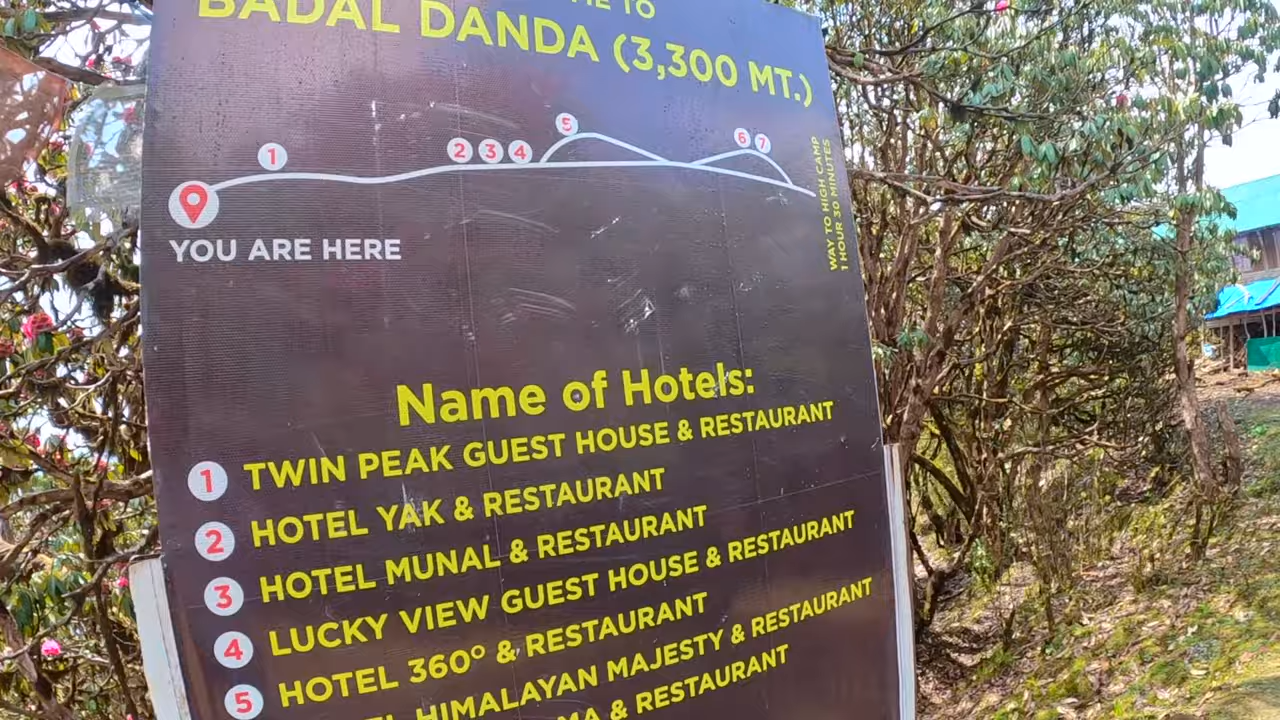 TO
BADAL DANDA (3,300 MT.)
1
2
3
4
5
6
7
YOU ARE HERE
WAY TO HIGH CAMP
1 HOUR 30 MINUTES
Name of Hotels:
1 TWIN PEAK GUEST HOUSE & RESTAURANT
2 HOTEL YAK & RESTAURANT
3 HOTEL MUNAL & RESTAURANT
4 LUCKY VIEW GUEST HOUSE & RESTAURANT
5 HOTEL 360° & RESTAURANT
HIMALAYAN MAJESTY & RESTAURANT
& RESTAURANT